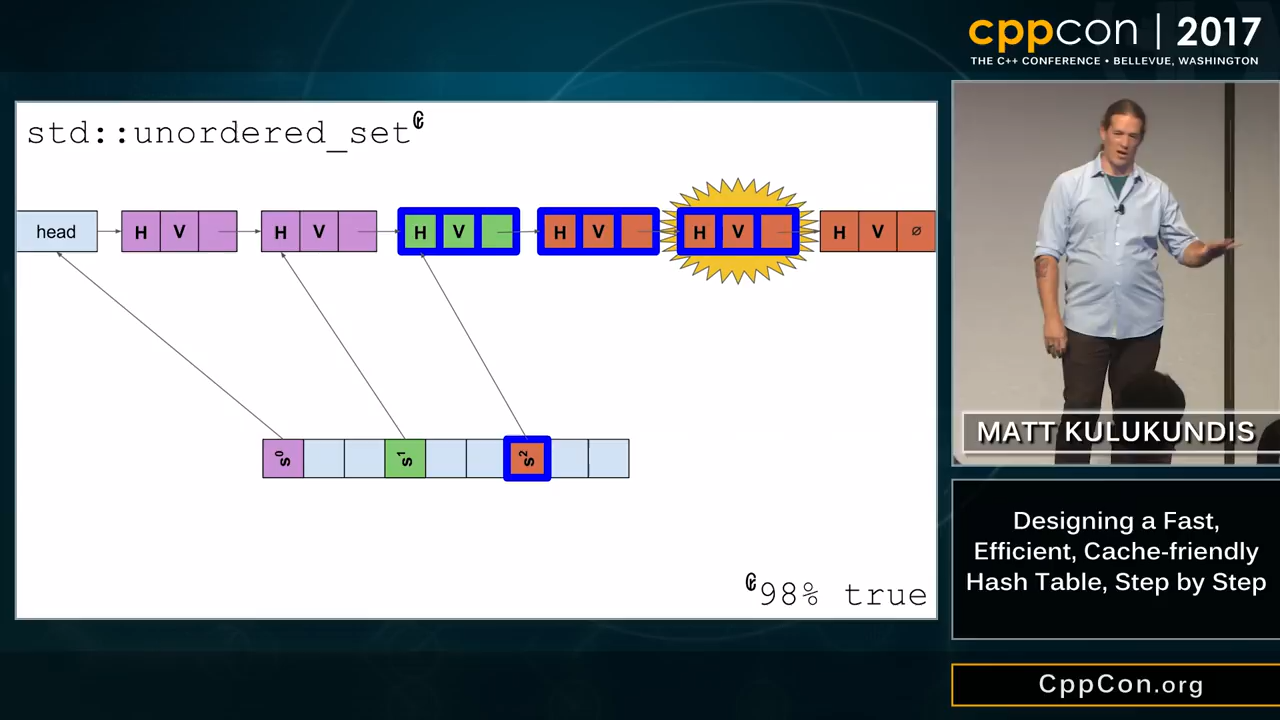 cppcon | 2017
THE C++ CONFERENCE • BELLEVUE, WASHINGTON
std::unordered_set
head H V H V H V H V H V H V ∅
s0 s1 s2
98% true
MATT KULUKUNDIS
Designing a Fast,
Efficient, Cache-friendly
Hash Table, Step by Step
CppCon.org